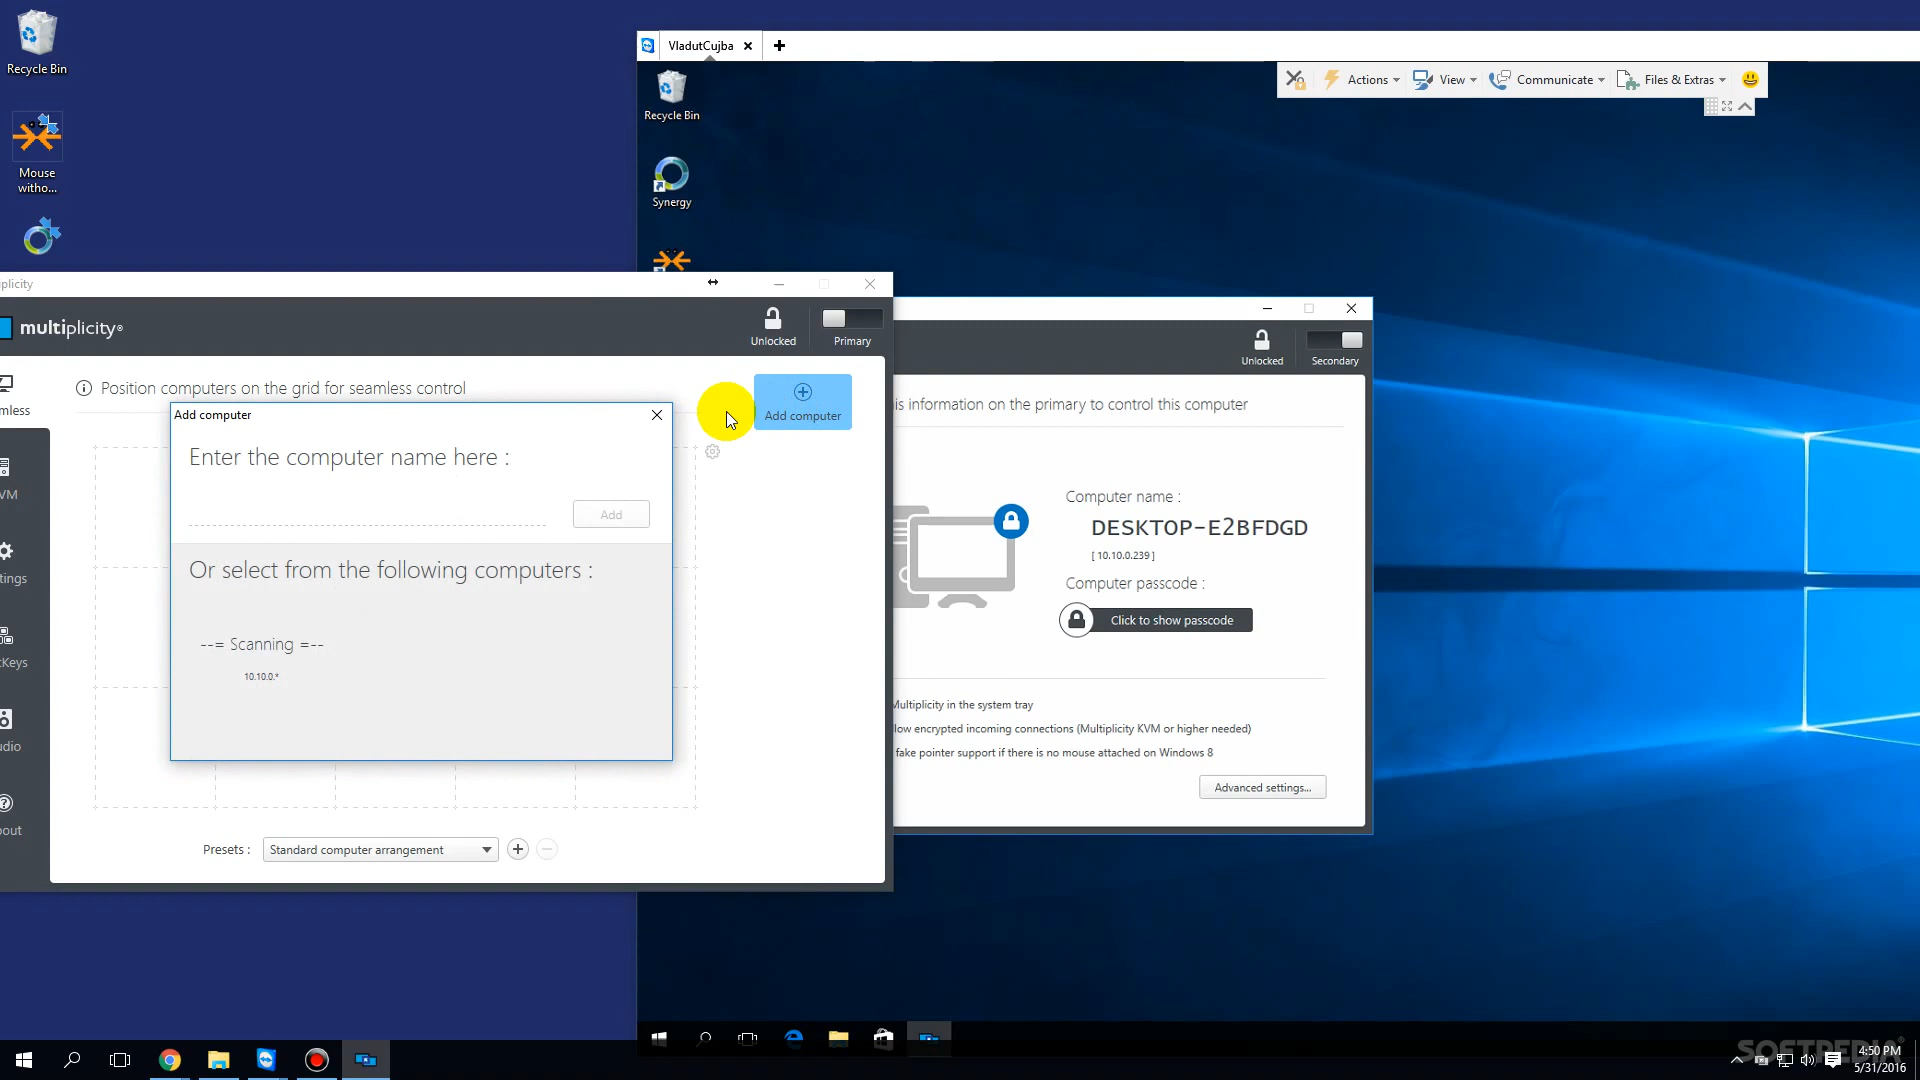 Recycle Bin
Mouse
witho...
VladutCujba
Actions
View
Communicate
Files & Extras
Recycle Bin
Synergy
plicity
multiplicity®
Unlocked
Primary
mless
VM
tings
tKeys
udio
bout
Position computers on the grid for seamless control
Add computer
Add computer
Enter the computer name here :
Add
Or select from the following computers :
--= Scanning =--
10.10.0.*
Presets :
Standard computer arrangement
Unlocked
Secondary
is information on the primary to control this computer
Computer name :
DESKTOP-E2BFDGD
[ 10.10.0.239 ]
Computer passcode :
Click to show passcode
Multiplicity in the system tray
low encrypted incoming connections (Multiplicity KVM or higher needed)
fake pointer support if there is no mouse attached on Windows 8
Advanced settings...
SOFTPEDIA
4:50 PM
5/31/2016